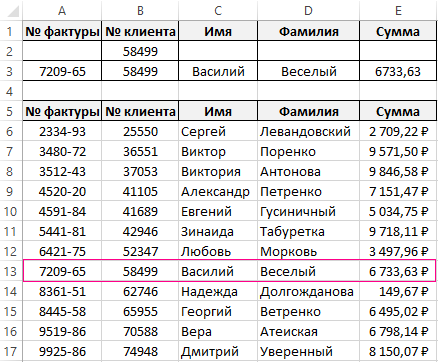 A B C D E
1 № фактуры № клиента Имя Фамилия Сумма
2 58499
3 7209-65 58499 Василий Веселый 6733,63
4
5 № фактуры № клиента Имя Фамилия Сумма
6 2334-93 25550 Сергей Левандовский 2 709,22 ₽
7 3480-72 36551 Виктор Поренко 9 571,50 ₽
8 3512-43 37053 Виктория Антонова 9 846,58 ₽
9 4520-20 41105 Александр Петренко 7 151,47 ₽
10 4591-84 41689 Евгений Гусиничный 5 034,75 ₽
11 5441-81 42946 Зинаида Табуретка 9 718,11 ₽
12 6421-75 52347 Любовь Морковь 3 497,96 ₽
13 7209-65 58499 Василий Веселый 6 733,63 ₽
14 8361-51 62746 Надежда Долгожданова 149,67 ₽
15 8445-58 65955 Георгий Ветренко 6 495,02 ₽
16 9519-86 70588 Вера Атеиская 6 798,14 ₽
17 9925-86 74948 Дмитрий Уверенный 8 150,07 ₽